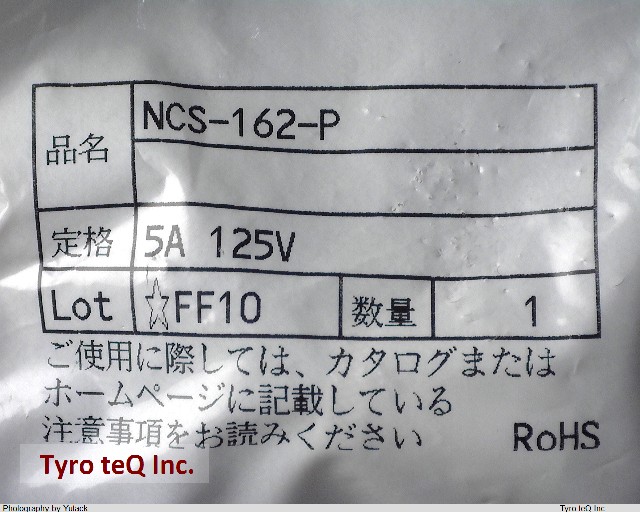 品名 NCS-162-P
定格 5A 125V
Lot ☆FF10 数量 1
ご使用に際しては、カタログまたは
ホームページに記載している
注意事項をお読みください RoHS
Tyro teQ Inc.
Photography by Yutack Tyro teQ Inc